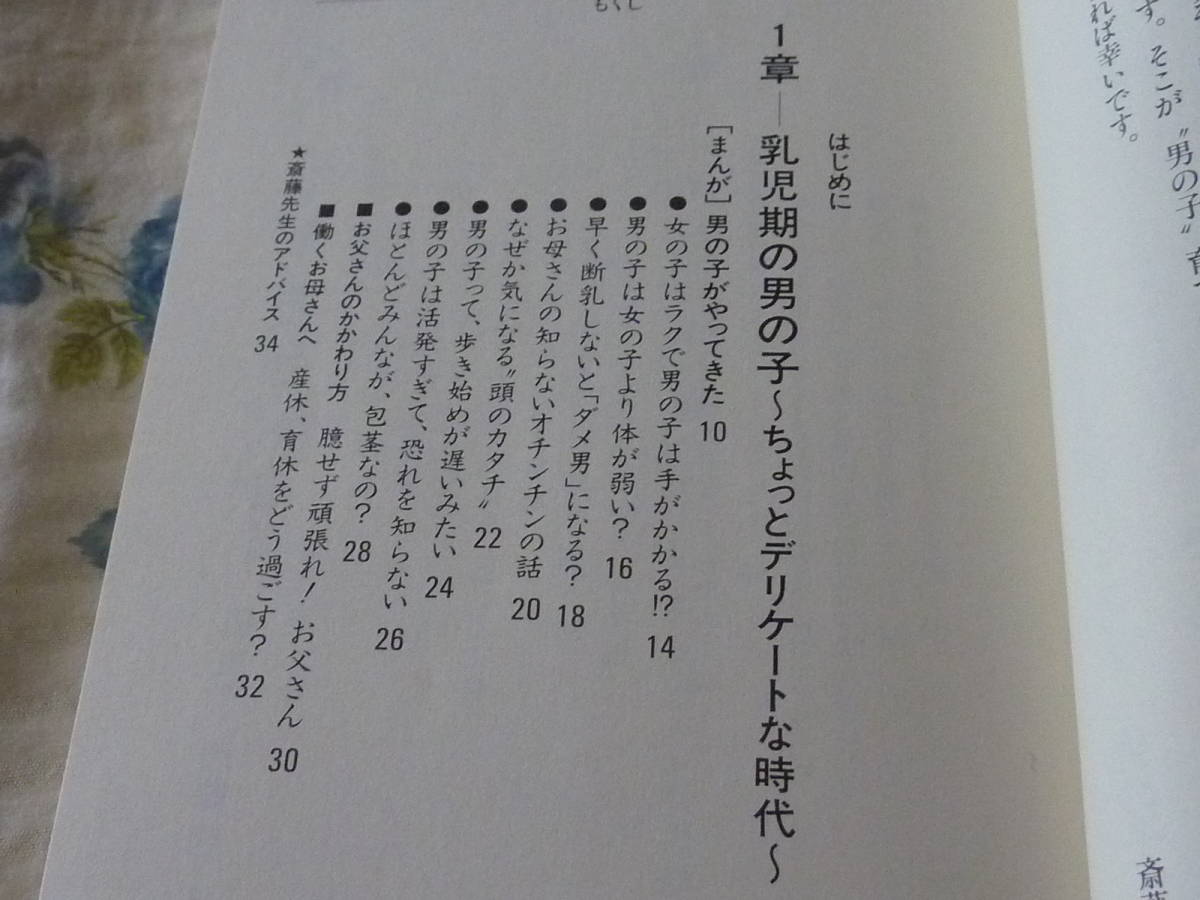 す。そこが〝男の子〟育
れば幸いです。
斎藤
もくじ
はじめに
1章―乳児期の男の子～ちょっとデリケートな時代～
［まんが］男の子がやってきた 10
●女の子はラクで男の子は手がかかる!? 14
●男の子は女の子より体が弱い？ 16
●早く断乳しないと「ダメ男」になる？ 18
●お母さんの知らないオチンチンの話 20
●なぜか気になる〝頭のカタチ〟 22
●男の子って、歩き始めが遅いみたい 24
●男の子は活発すぎて、恐れを知らない 26
●ほとんどみんなが、包茎なの？ 28
■お父さんのかかわり方 臆せず頑張れ！お父さん 30
■働くお母さんへ 産休、育休をどう過ごす？ 32
★斎藤先生のアドバイス 34